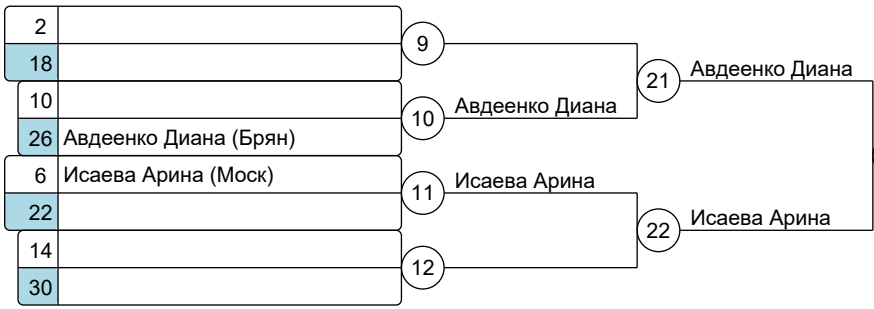 2
9
18
21 Авдеенко Диана
10
10 Авдеенко Диана
26 Авдеенко Диана (Брян)
6 Исаева Арина (Моск)
11 Исаева Арина
22
22 Исаева Арина
14
12
30